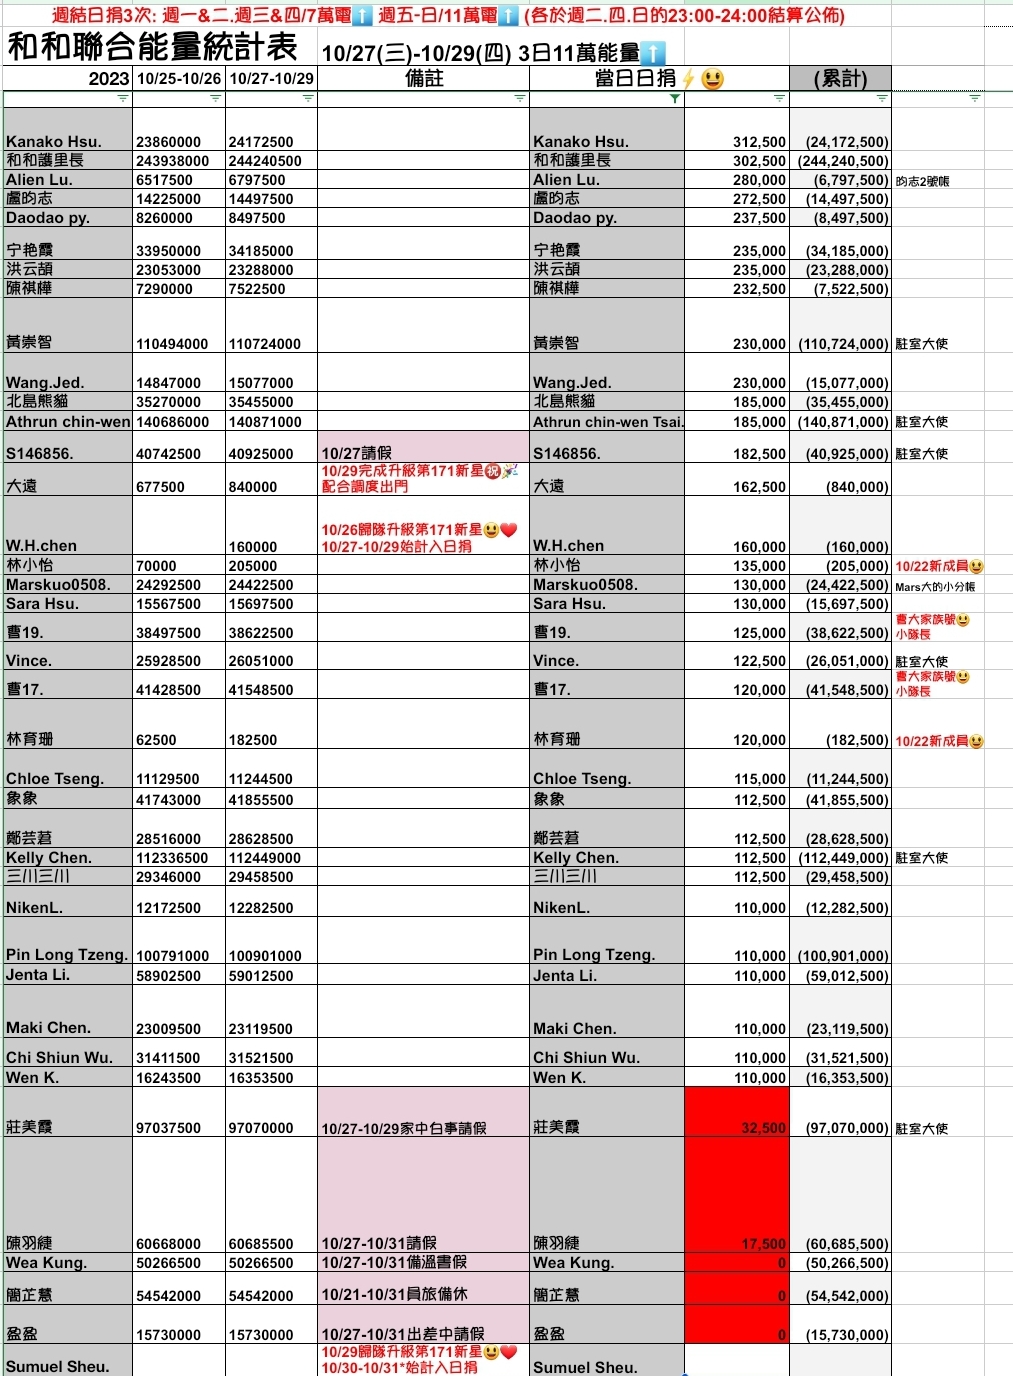 週結日捐3次: 週一&二.週三&四/7萬電⬆️ 週五-日/11萬電⬆️ (各於週二.四.日的23:00-24:00結算公佈)
和和聯合能量統計表 10/27(三)-10/29(四) 3日11萬能量⬆️
2023 10/25-10/26 10/27-10/29 備註 當日日捐⚡😃 (累計)
Kanako Hsu. 23860000 24172500 Kanako Hsu. 312,500 (24,172,500)
和和護里長 243938000 244240500 和和護里長 302,500 (244,240,500)
Alien Lu. 6517500 6797500 Alien Lu. 280,000 (6,797,500) 昀志2號帳
盧昀志 14225000 14497500 盧昀志 272,500 (14,497,500)
Daodao py. 8260000 8497500 Daodao py. 237,500 (8,497,500)
宁艳霞 33950000 34185000 宁艳霞 235,000 (34,185,000)
洪云頡 23053000 23288000 洪云頡 235,000 (23,288,000)
陳祺樺 7290000 7522500 陳祺樺 232,500 (7,522,500)
黃崇智 110494000 110724000 黃崇智 230,000 (110,724,000) 駐室大使
Wang.Jed. 14847000 15077000 Wang.Jed. 230,000 (15,077,000)
北島熊貓 35270000 35455000 北島熊貓 185,000 (35,455,000)
Athrun chin-wen 140686000 140871000 Athrun chin-wen Tsai. 185,000 (140,871,000) 駐室大使
S146856. 40742500 40925000 10/27請假 S146856. 182,500 (40,925,000) 駐室大使
10/29完成升級第171新星㊗️🎉
大遠 677500 840000 配合調度出門 大遠 162,500 (840,000)
10/26歸隊升級第171新星😃❤️
W.H.chen 160000 10/27-10/29始計入日捐 W.H.chen 160,000 (160,000)
林小怡 70000 205000 林小怡 135,000 (205,000) 10/22新成員😃
Marskuo0508. 24292500 24422500 Marskuo0508. 130,000 (24,422,500) Mars大的小分帳
Sara Hsu. 15567500 15697500 Sara Hsu. 130,000 (15,697,500)
曹大家族號😃
曹19. 38497500 38622500 曹19. 125,000 (38,622,500) 小隊長
Vince. 25928500 26051000 Vince. 122,500 (26,051,000) 駐室大使
曹大家族號😃
曹17. 41428500 41548500 曹17. 120,000 (41,548,500) 小隊長
林育珊 62500 182500 林育珊 120,000 (182,500) 10/22新成員😃
Chloe Tseng. 11129500 11244500 Chloe Tseng. 115,000 (11,244,500)
象象 41743000 41855500 象象 112,500 (41,855,500)
鄭芸莙 28516000 28628500 鄭芸莙 112,500 (28,628,500)
Kelly Chen. 112336500 112449000 Kelly Chen. 112,500 (112,449,000) 駐室大使
三川三川 29346000 29458500 三川三川 112,500 (29,458,500)
NikenL. 12172500 12282500 NikenL. 110,000 (12,282,500)
Pin Long Tzeng. 100791000 100901000 Pin Long Tzeng. 110,000 (100,901,000)
Jenta Li. 58902500 59012500 Jenta Li. 110,000 (59,012,500)
Maki Chen. 23009500 23119500 Maki Chen. 110,000 (23,119,500)
Chi Shiun Wu. 31411500 31521500 Chi Shiun Wu. 110,000 (31,521,500)
Wen K. 16243500 16353500 Wen K. 110,000 (16,353,500)
莊美霞 97037500 97070000 10/27-10/29家中白事請假 莊美霞 32,500 (97,070,000) 駐室大使
陳羽緁 60668000 60685500 10/27-10/31請假 陳羽緁 17,500 (60,685,500)
Wea Kung. 50266500 50266500 10/27-10/31備溫書假 Wea Kung. 0 (50,266,500)
簡芷慧 54542000 54542000 10/21-10/31員旅備休 簡芷慧 0 (54,542,000)
盈盈 15730000 15730000 10/27-10/31出差中請假 盈盈 0 (15,730,000)
10/29歸隊升級第171新星😃❤️
Sumuel Sheu. 10/30-10/31*始計入日捐 Sumuel Sheu.